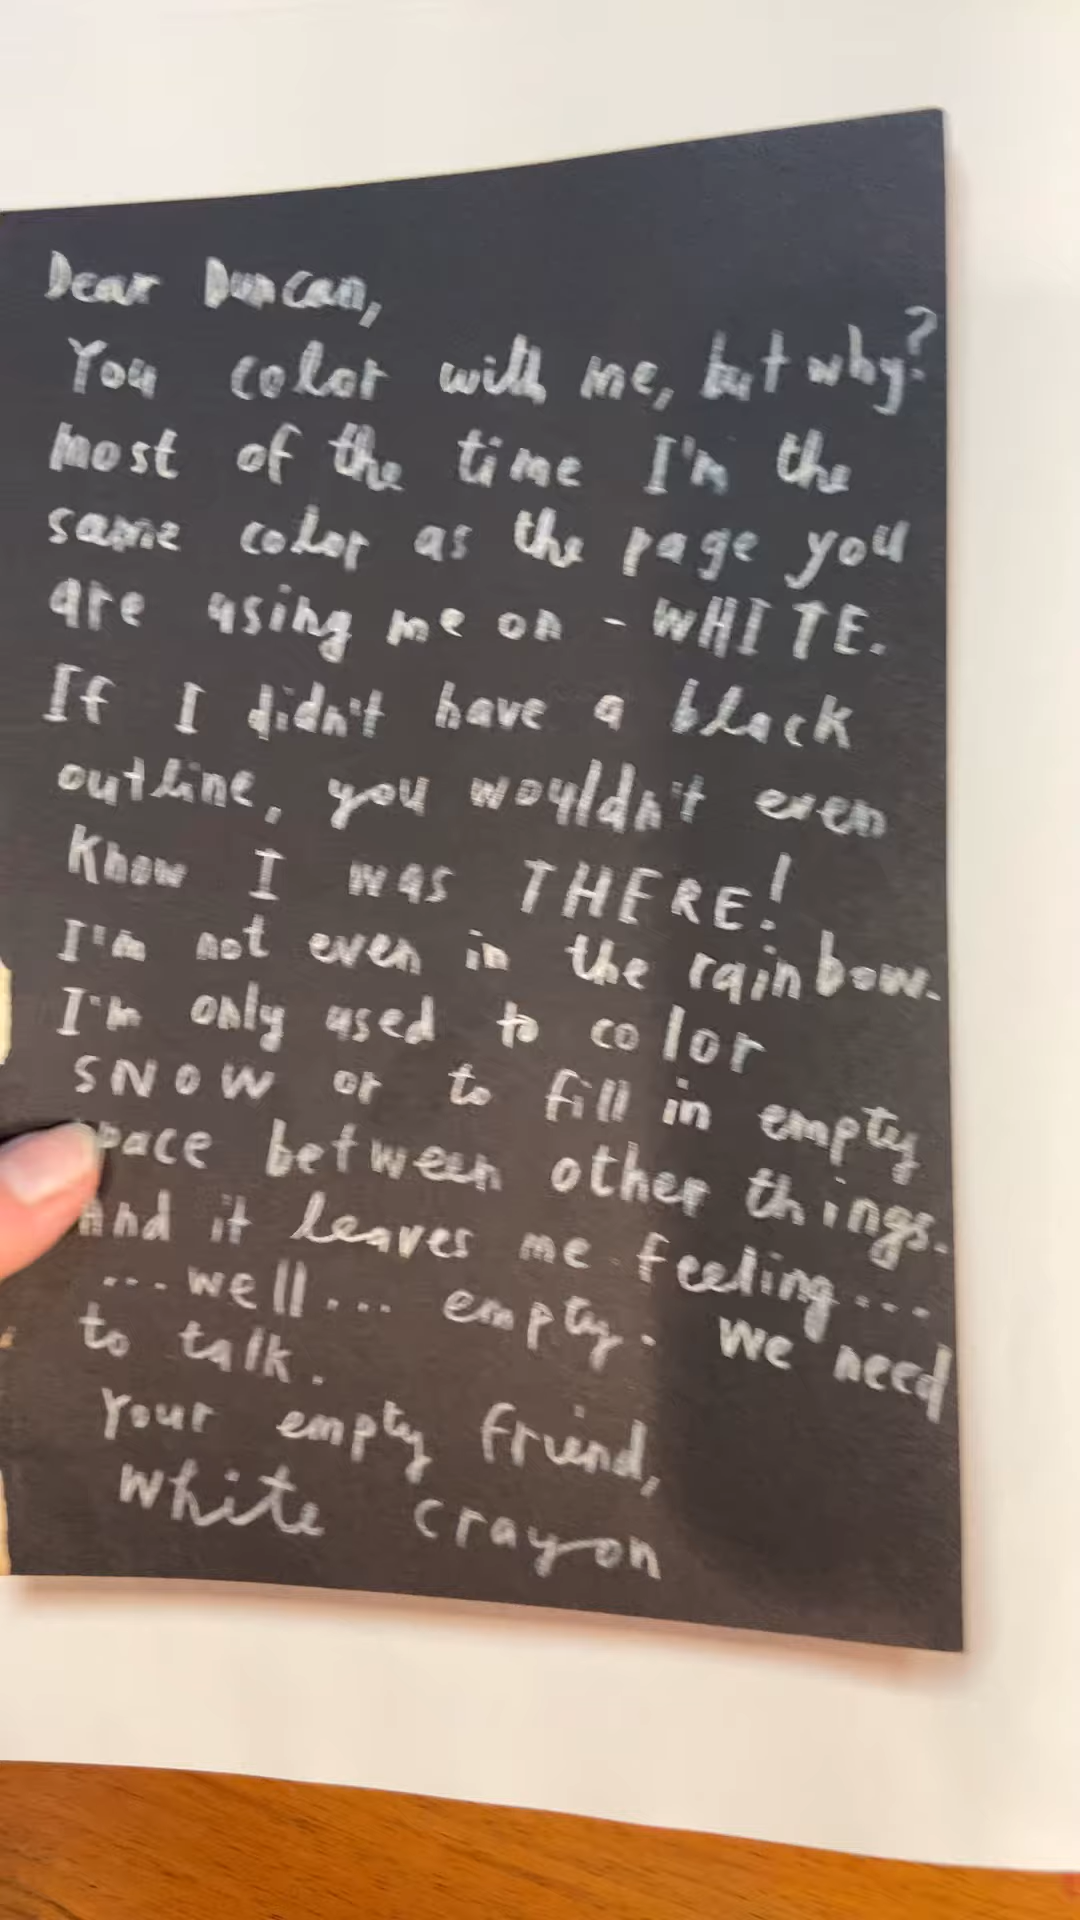 Dear Duncan,
You color with me, but why?
Most of the time I'm the
same color as the page you
are using me on - WHITE.
If I didn't have a black
outline, you wouldn't even
know I was THERE!
I'm not even in the rainbow.
I'm only used to color
SNOW or to fill in empty
space between other things.
And it leaves me feeling...
...well... empty. We need
to talk.
Your empty friend,
White crayon